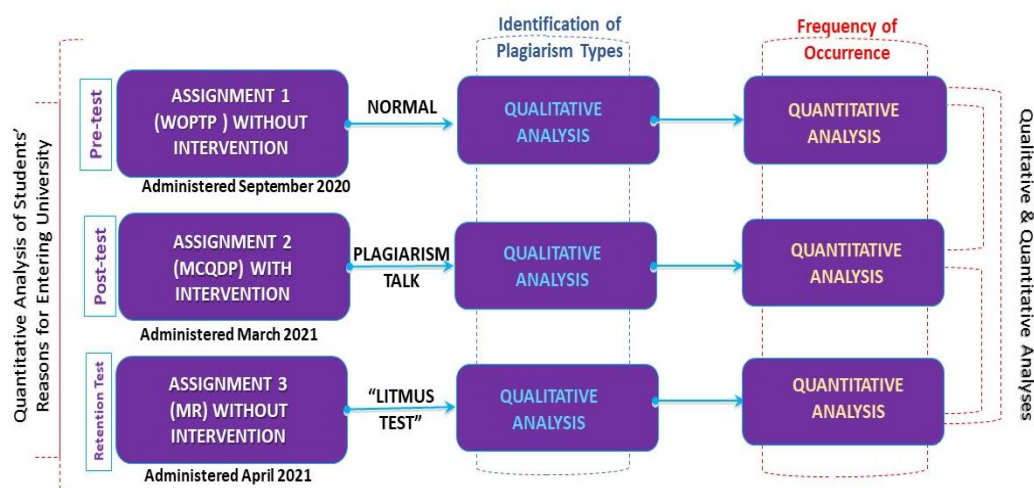 Identification of
Plagiarism Types
Frequency of
Occurrence
Quantitative Analysis of Students’
Reasons for Entering University
Pre-test
ASSIGNMENT 1
(WOPTP ) WITHOUT
INTERVENTION
NORMAL
QUALITATIVE
ANALYSIS
QUANTITATIVE
ANALYSIS
Administered September 2020
Post-test
ASSIGNMENT 2
(MCQDP) WITH
INTERVENTION
PLAGIARISM
TALK
QUALITATIVE
ANALYSIS
QUANTITATIVE
ANALYSIS
Administered March 2021
Retention Test
ASSIGNMENT 3
(MR) WITHOUT
INTERVENTION
“LITMUS
TEST”
QUALITATIVE
ANALYSIS
QUANTITATIVE
ANALYSIS
Administered April 2021
Qualitative & Quantitative Analyses